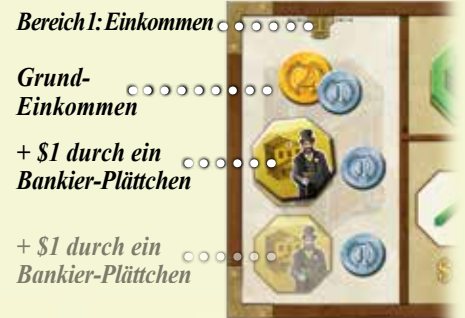 Bereich 1: Einkommen
Grund-
Einkommen
+ $1 durch ein
Bankier-Plättchen
+ $1 durch ein
Bankier-Plättchen